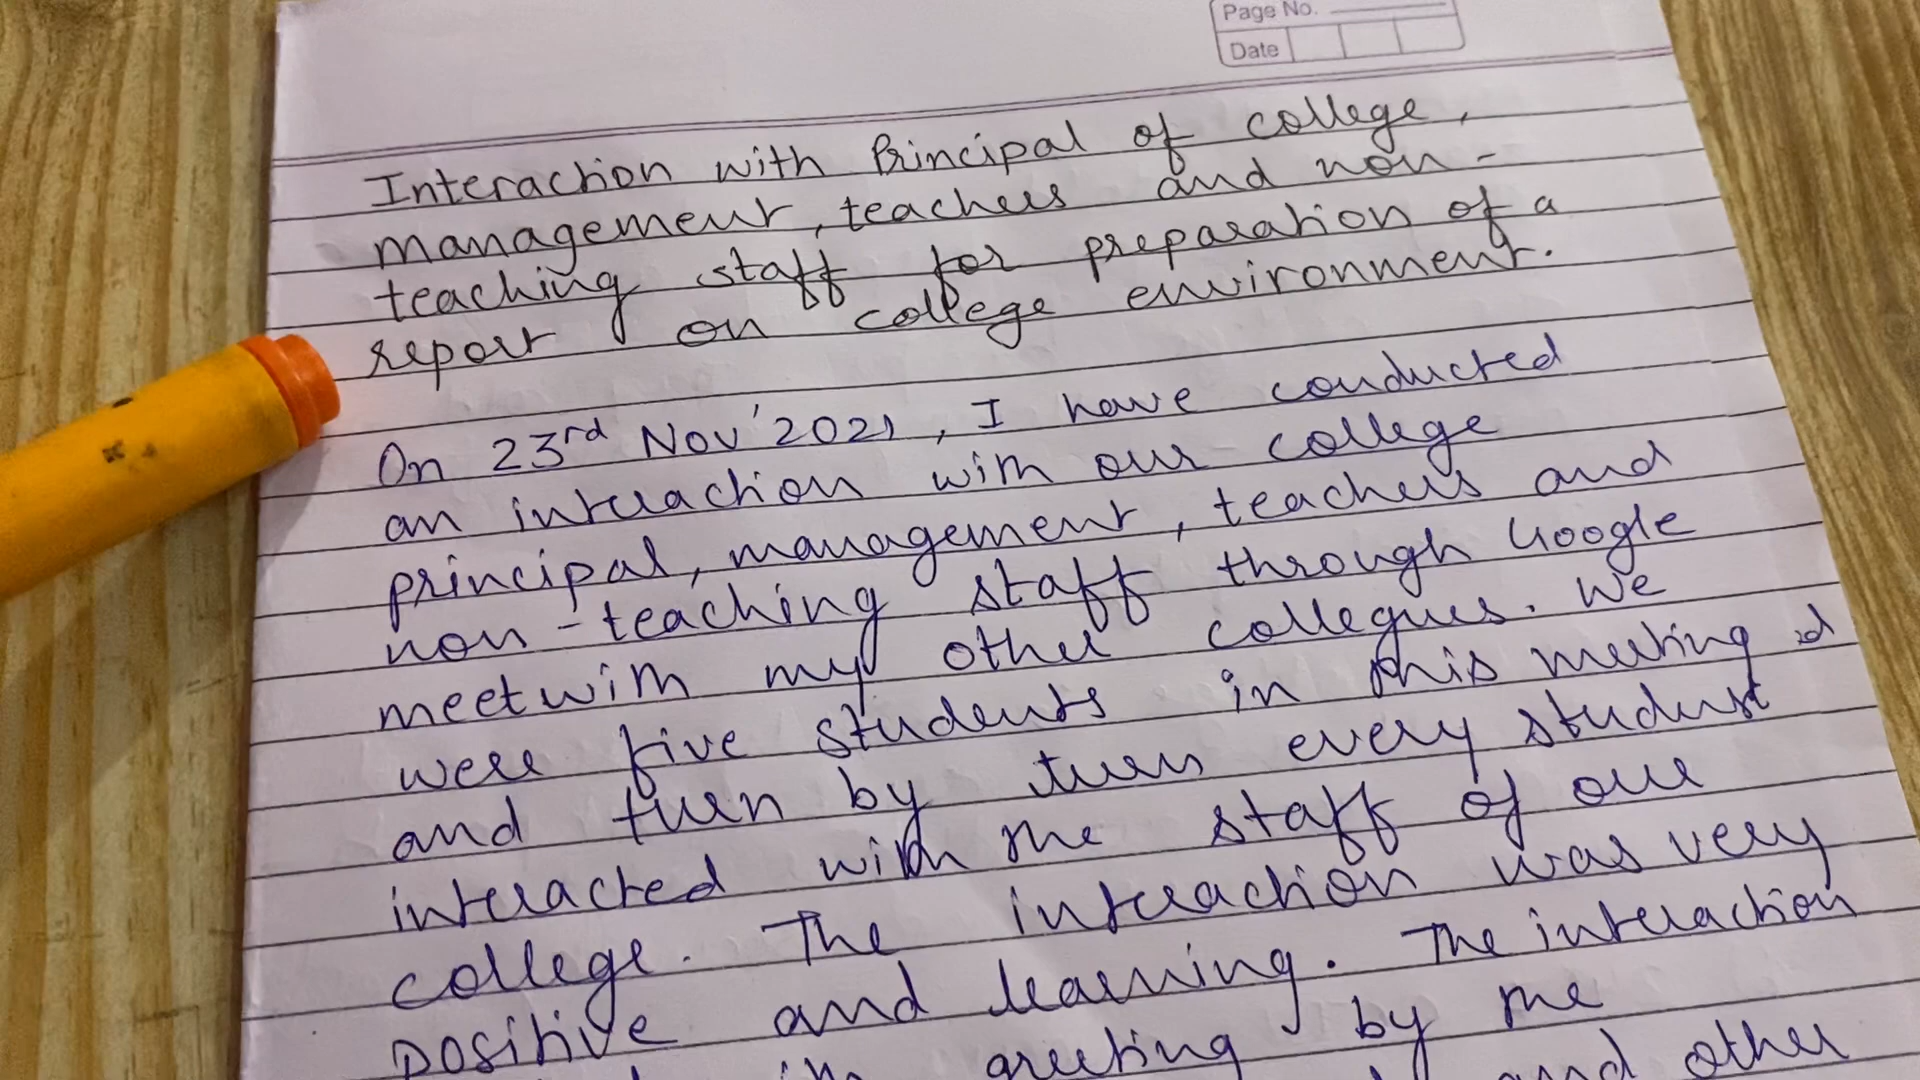 Page No.
Date
Interaction with Principal of college,
management, teachers and non-
teaching staff for preparation of a
report on college environment.
On 23rd Nov'2021, I have conducted
an interaction with our college
principal, management, teachers and
non-teaching staff through Google
meet with my other collegues. We
were five students in this meeting
and turn by turn every student
interacted with the staff of our
college. The interaction was very
positive and learning. The interaction
greeting by the
and other